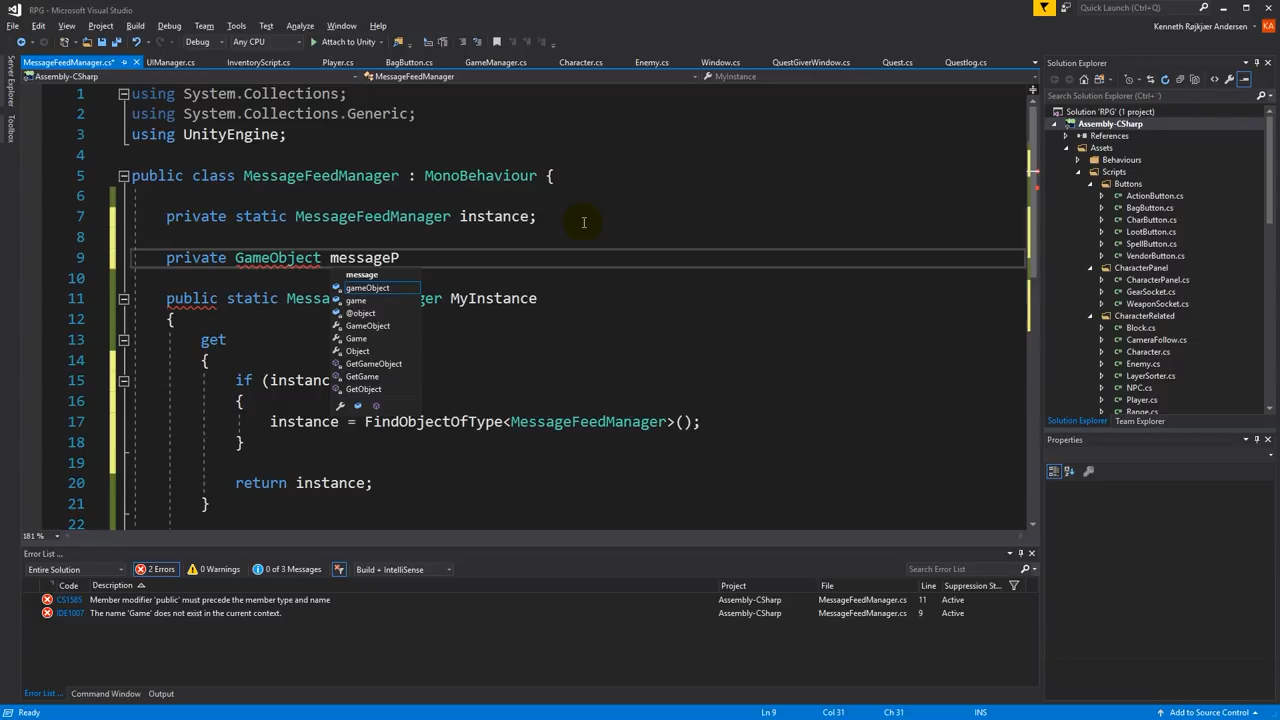 RPG - Microsoft Visual Studio
Quick Launch (Ctrl+Q)
File Edit View Project Build Debug Team Tools Test Analyze Window Help
Kenneth Røjkjær Andersen KA
Debug Any CPU Attach to Unity
MessageFeedManager.cs* UIManager.cs InventoryScript.cs Player.cs BagButton.cs GameManager.cs Character.cs Enemy.cs Window.cs QuestGiverWindow.cs Quest.cs Questlog.cs
Assembly-CSharp MessageFeedManager MyInstance
Server Explorer
Toolbox
1 using System.Collections;
2 using System.Collections.Generic;
3 using UnityEngine;
4
5 public class MessageFeedManager : MonoBehaviour {
6
7 private static MessageFeedManager instance;
8
9 private GameObject messageP
10
message
gameObject
game
@object
GameObject
Game
Object
GetGameObject
GetGame
GetObject
11 public static Messa ger MyInstance
12 {
13 get
14 {
15 if (instanc
16 {
17 instance = FindObjectOfType<MessageFeedManager>();
18 }
19
20 return instance;
21 }
22
181 %
Solution Explorer
Search Solution Explorer (Ctrl+')
Solution 'RPG' (1 project)
Assembly-CSharp
References
Assets
Behaviours
Scripts
Buttons
ActionButton.cs
BagButton.cs
CharButton.cs
LootButton.cs
SpellButton.cs
VendorButton.cs
CharacterPanel
GearSocket.cs
WeaponSocket.cs
CharacterRelated
Block.cs
CameraFollow.cs
Character.cs
Enemy.cs
LayerSorter.cs
NPC.cs
Player.cs
Range.cs
Solution Explorer Team Explorer
Properties
Error List ...
Entire Solution 2 Errors 0 Warnings 0 of 3 Messages Build + IntelliSense Search Error List
Code Description Project File Line Suppression St...
CS1585 Member modifier 'public' must precede the member type and name Assembly-CSharp MessageFeedManager.cs 11 Active
IDE1007 The name 'Game' does not exist in the current context. Assembly-CSharp MessageFeedManager.cs 9 Active
Error List ... Command Window Output
Ready Ln 9 Col 31 Ch 31 INS Add to Source Control